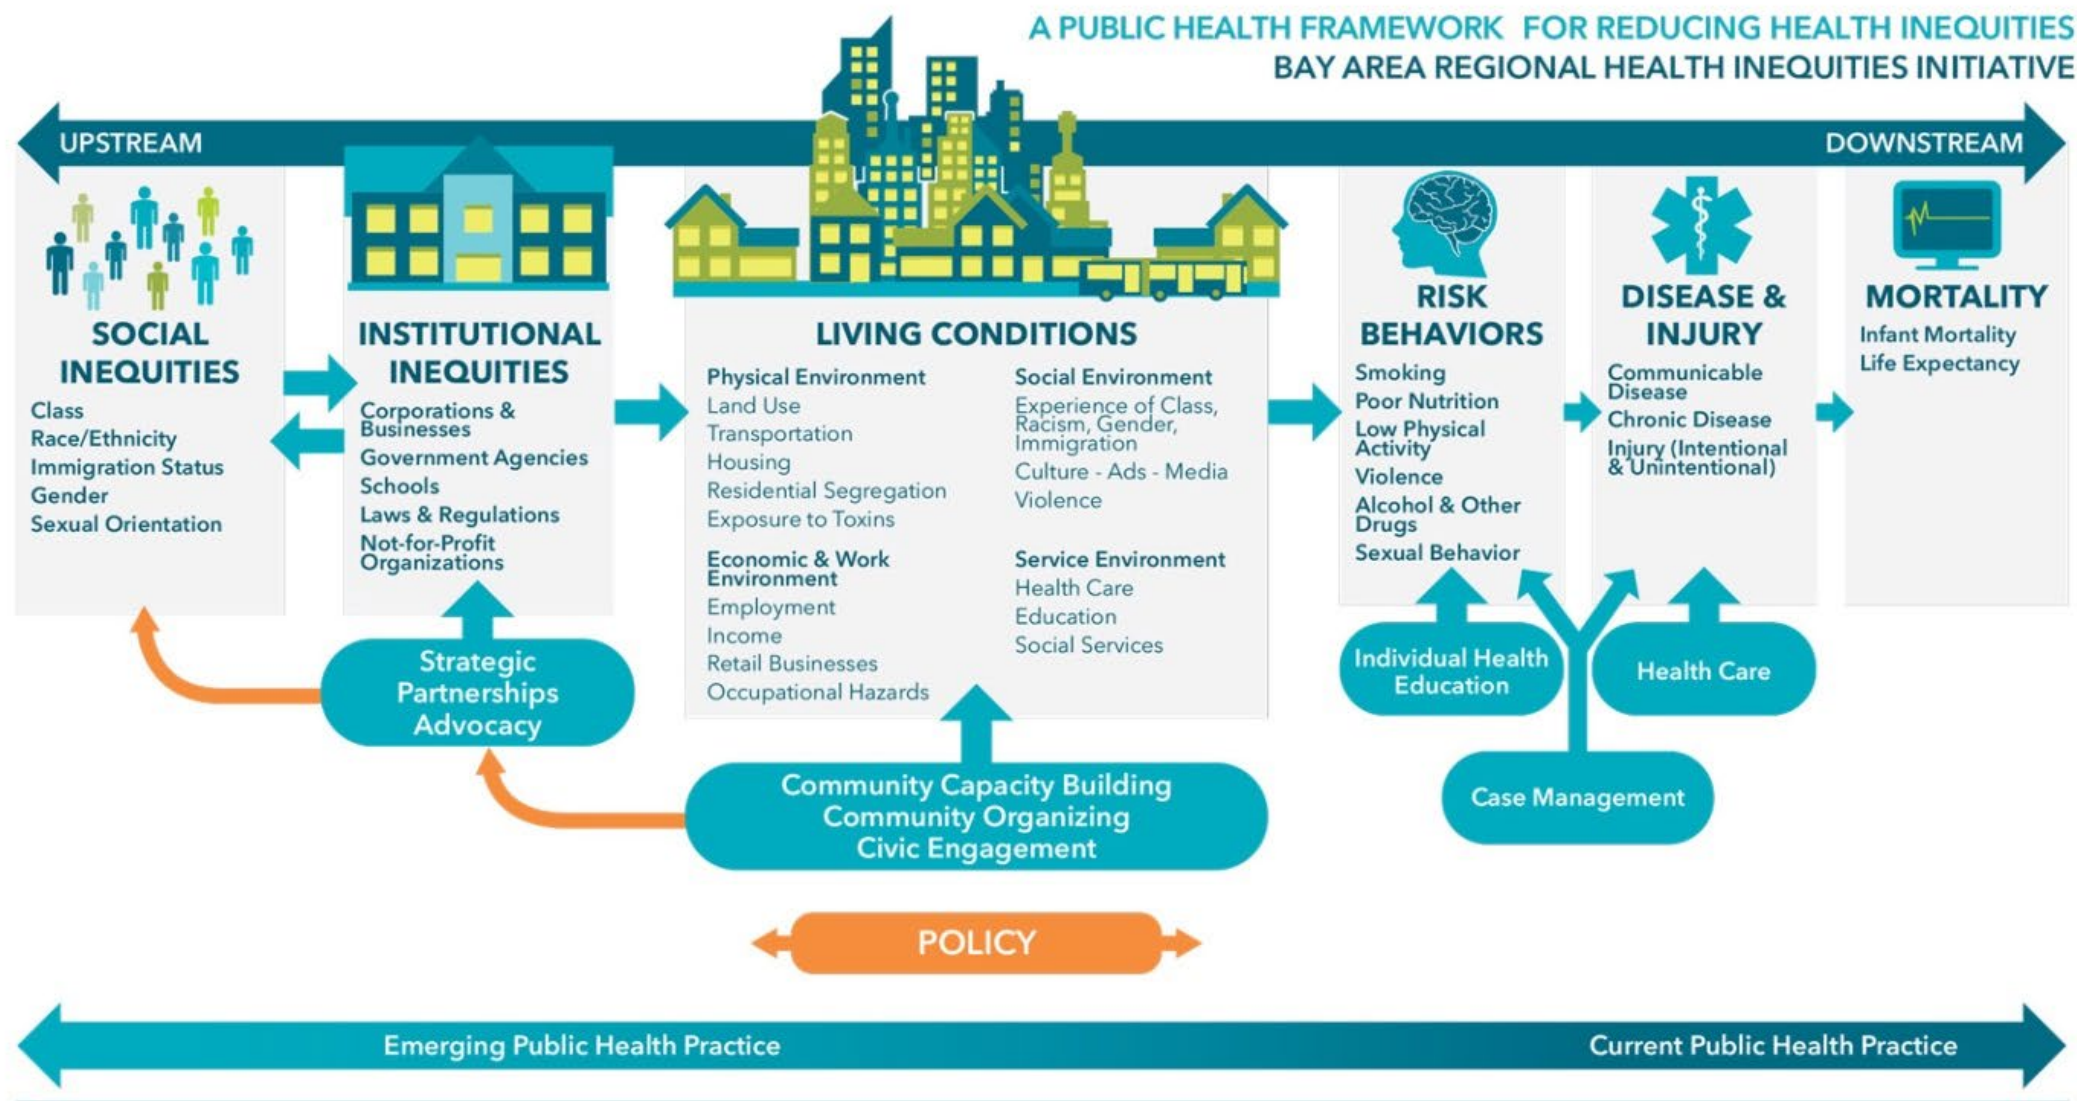 A PUBLIC HEALTH FRAMEWORK FOR REDUCING HEALTH INEQUITIES
BAY AREA REGIONAL HEALTH INEQUITIES INITIATIVE
UPSTREAM
DOWNSTREAM
SOCIAL
INEQUITIES
Class
Race/Ethnicity
Immigration Status
Gender
Sexual Orientation
INSTITUTIONAL
INEQUITIES
Corporations &
Businesses
Government Agencies
Schools
Laws & Regulations
Not-for-Profit
Organizations
LIVING CONDITIONS
Physical Environment
Land Use
Transportation
Housing
Residential Segregation
Exposure to Toxins
Economic & Work
Environment
Employment
Income
Retail Businesses
Occupational Hazards
Social Environment
Experience of Class,
Racism, Gender,
Immigration
Culture - Ads - Media
Violence
Service Environment
Health Care
Education
Social Services
RISK
BEHAVIORS
Smoking
Poor Nutrition
Low Physical
Activity
Violence
Alcohol & Other
Drugs
Sexual Behavior
DISEASE &
INJURY
Communicable
Disease
Chronic Disease
Injury (Intentional
& Unintentional)
MORTALITY
Infant Mortality
Life Expectancy
Strategic
Partnerships
Advocacy
Community Capacity Building
Community Organizing
Civic Engagement
Individual Health
Education
Health Care
Case Management
POLICY
Emerging Public Health Practice
Current Public Health Practice